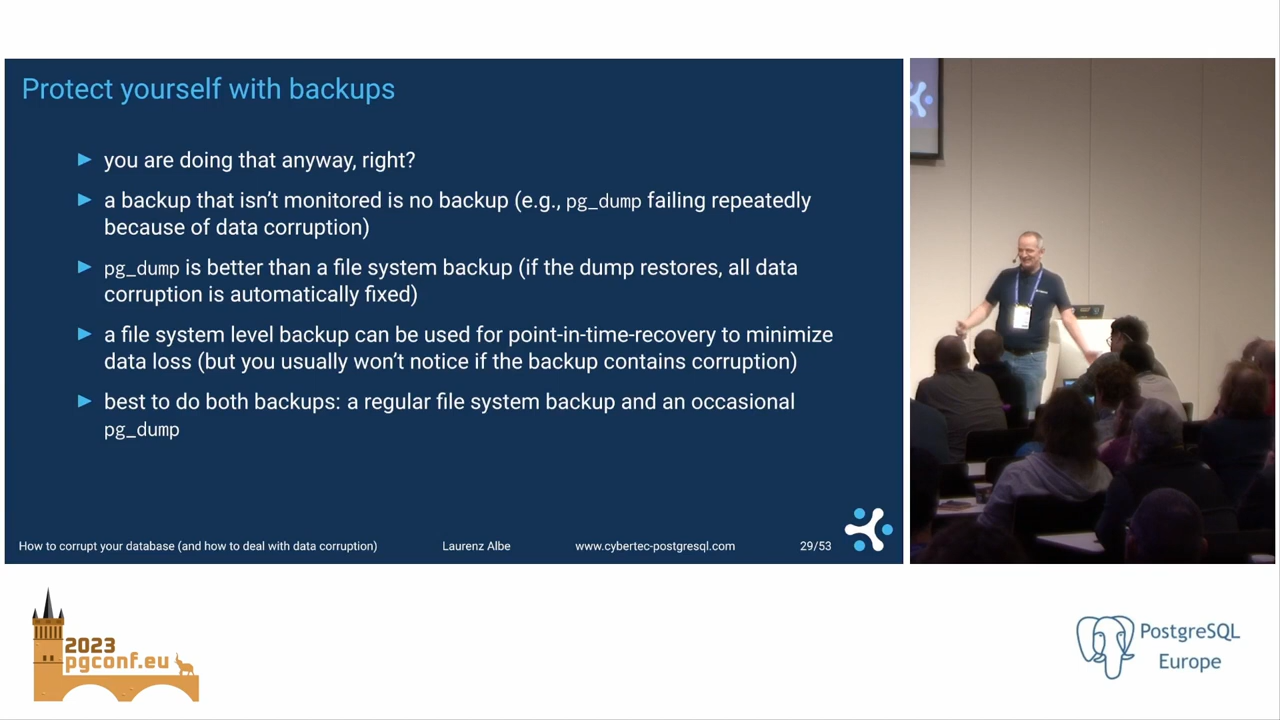 Protect yourself with backups
you are doing that anyway, right?
a backup that isn't monitored is no backup (e.g., pg_dump failing repeatedly
because of data corruption)
pg_dump is better than a file system backup (if the dump restores, all data
corruption is automatically fixed)
a file system level backup can be used for point-in-time-recovery to minimize
data loss (but you usually won't notice if the backup contains corruption)
best to do both backups: a regular file system backup and an occasional
pg_dump
How to corrupt your database (and how to deal with data corruption) Laurenz Albe www.cybertec-postgresql.com 29/53
2023
pgconf.eu
PostgreSQL
Europe